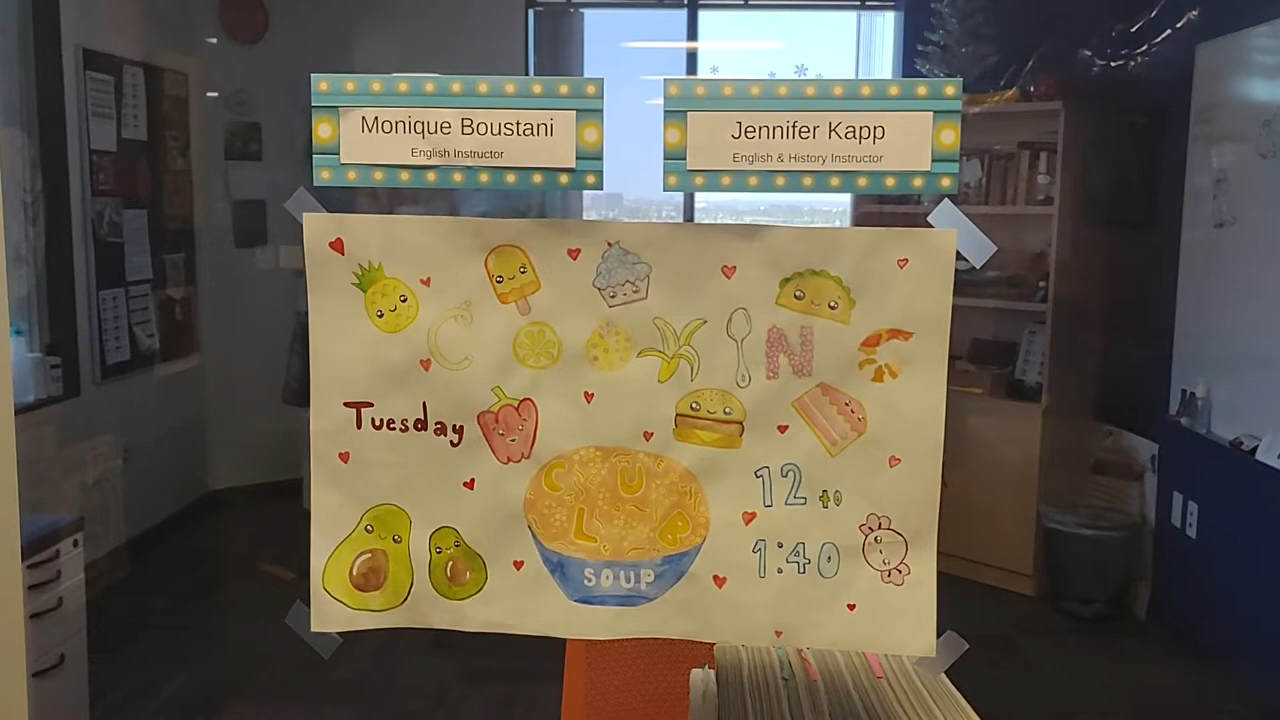 Monique Boustani
English Instructor
Jennifer Kapp
English & History Instructor
COOKING
Tuesday
CLUB
SOUP
12 to
1:40